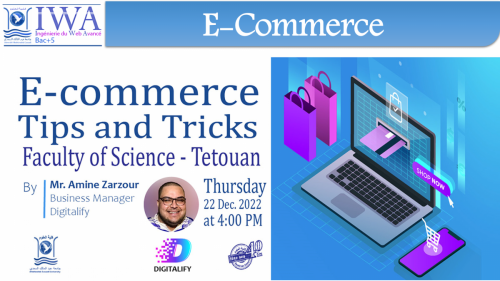 IWA
Ingénierie du Web Avancé
Bac+5
E-Commerce
E-commerce
Tips and Tricks
Faculty of Science - Tetouan
By
Mr. Amine Zarzour
Business Manager
Digitalify
Thursday
22 Dec. 2022
at 4:00 PM
DIGITALIFY
SHOP NOW